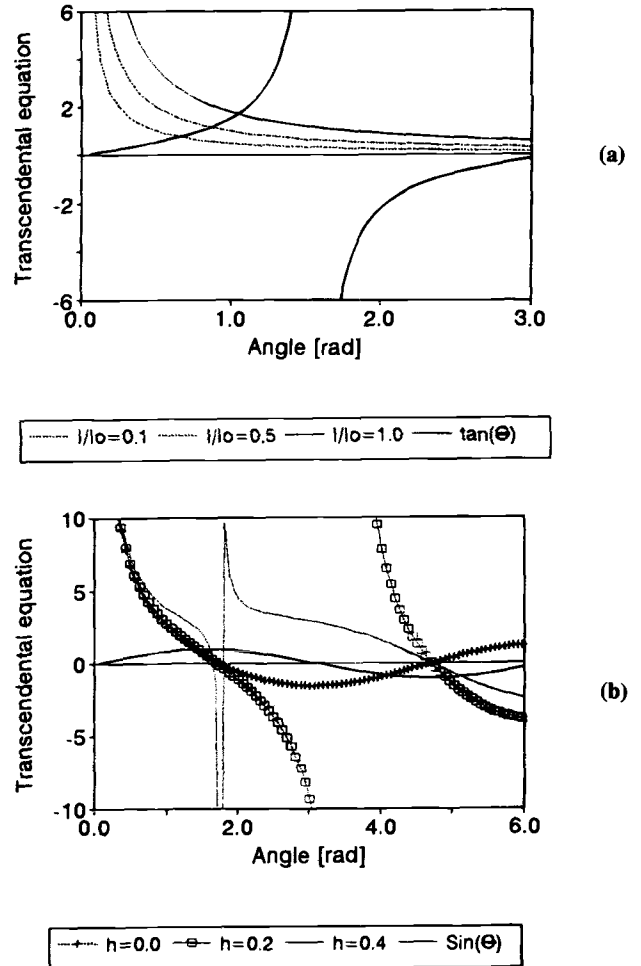 6
2
-2
-6
Transcendental equation
0.0 1.0 2.0 3.0
Angle [rad]
(a)
l/lo=0.1 l/lo=0.5 l/lo=1.0 tan(Θ)
10
5
0
-5
-10
Transcendental equation
0.0 2.0 4.0 6.0
Angle [rad]
(b)
h=0.0 h=0.2 h=0.4 Sin(Θ)